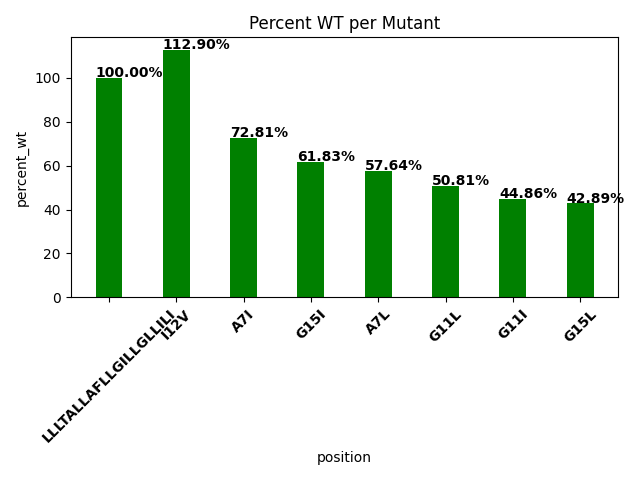 Percent WT per Mutant
percent_wt
100
80
60
40
20
0
100.00%
112.90%
72.81%
61.83%
57.64%
50.81%
44.86%
42.89%
LLLTALLAFLLGILLGLLILI
I12V
A7I
G15I
A7L
G11L
G11I
G15L
position